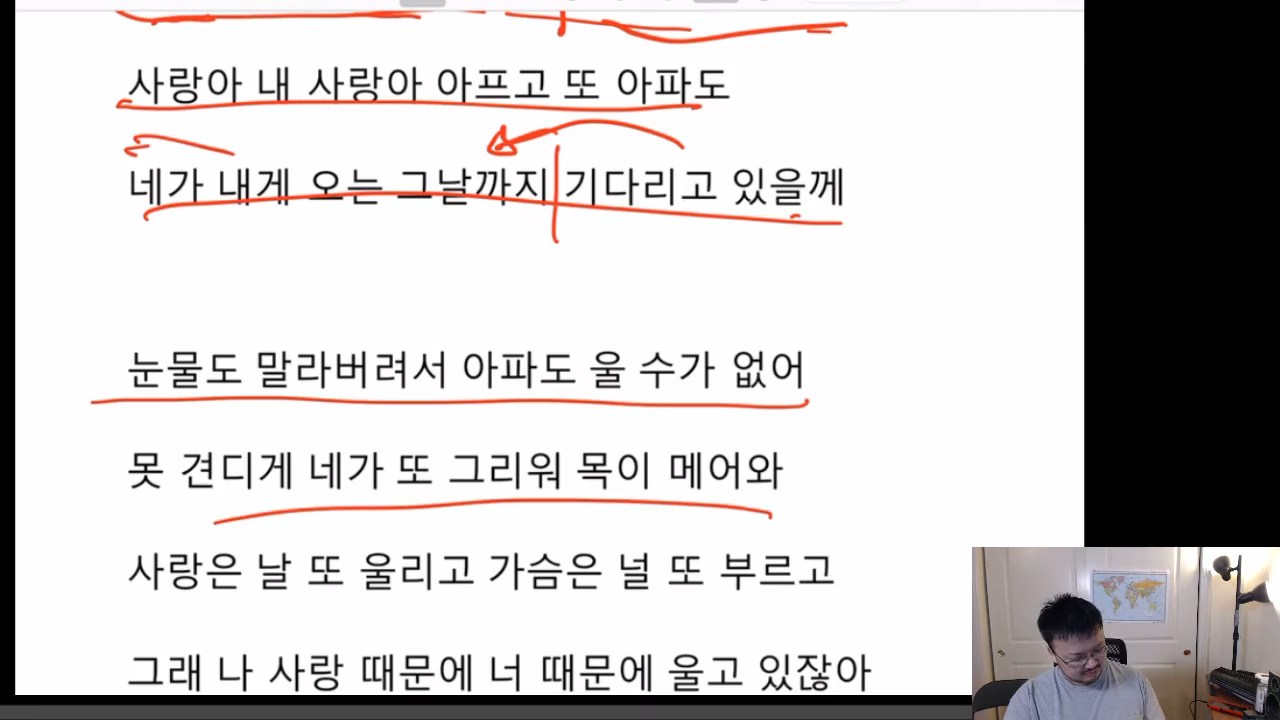 사랑아 내 사랑아 아프고 또 아파도
네가 내게 오는 그날까지 기다리고 있을께
눈물도 말라버려서 아파도 울 수가 없어
못 견디게 네가 또 그리워 목이 메어와
사랑은 날 또 울리고 가슴은 널 또 부르고
그래 나 사랑 때문에 너 때문에 울고 있잖아